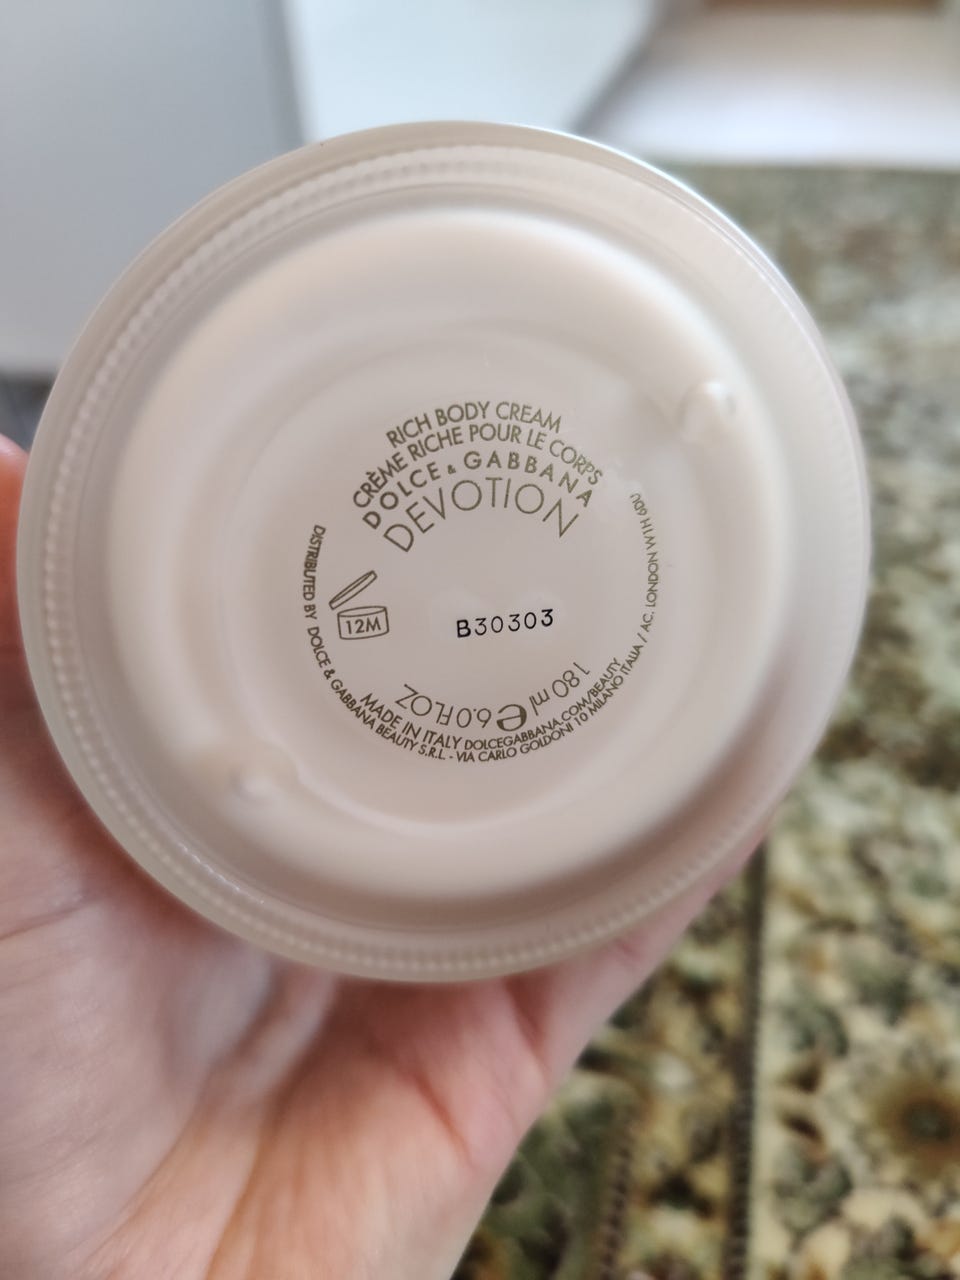 RICH BODY CREAM
CRÈME RICHE POUR LE CORPS
DOLCE & GABBANA
DEVOTION
12M
B30303
180 ml e 6.0 FL.OZ
MADE IN ITALY DOLCEGABBANA.COM/BEAUTY
DISTRIBUTED BY DOLCE & GABBANA BEAUTY S.R.L. - VIA CARLO GOLDONI 10 MILANO ITALIA / AC. LONDON W1H 6DU